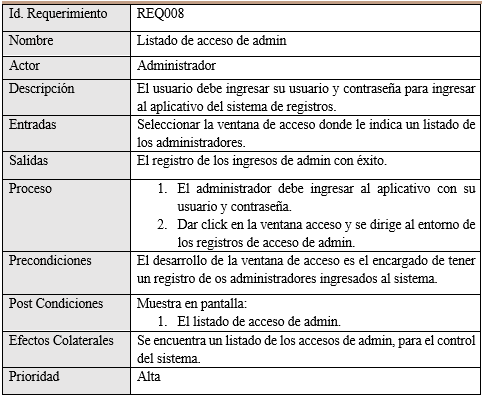 Id. Requerimiento REQ008
Nombre Listado de acceso de admin
Actor Administrador
Descripción El usuario debe ingresar su usuario y contraseña para ingresar
al aplicativo del sistema de registros.
Entradas Seleccionar la ventana de acceso donde le indica un listado de
los administradores.
Salidas El registro de los ingresos de admin con éxito.
Proceso 1. El administrador debe ingresar al aplicativo con su
usuario y contraseña.
2. Dar click en la ventana acceso y se dirige al entorno de
los registros de acceso de admin.
Precondiciones El desarrollo de la ventana de acceso es el encargado de tener
un registro de os administradores ingresados al sistema.
Post Condiciones Muestra en pantalla:
1. El listado de acceso de admin.
Efectos Colaterales Se encuentra un listado de los accesos de admin, para el control
del sistema.
Prioridad Alta